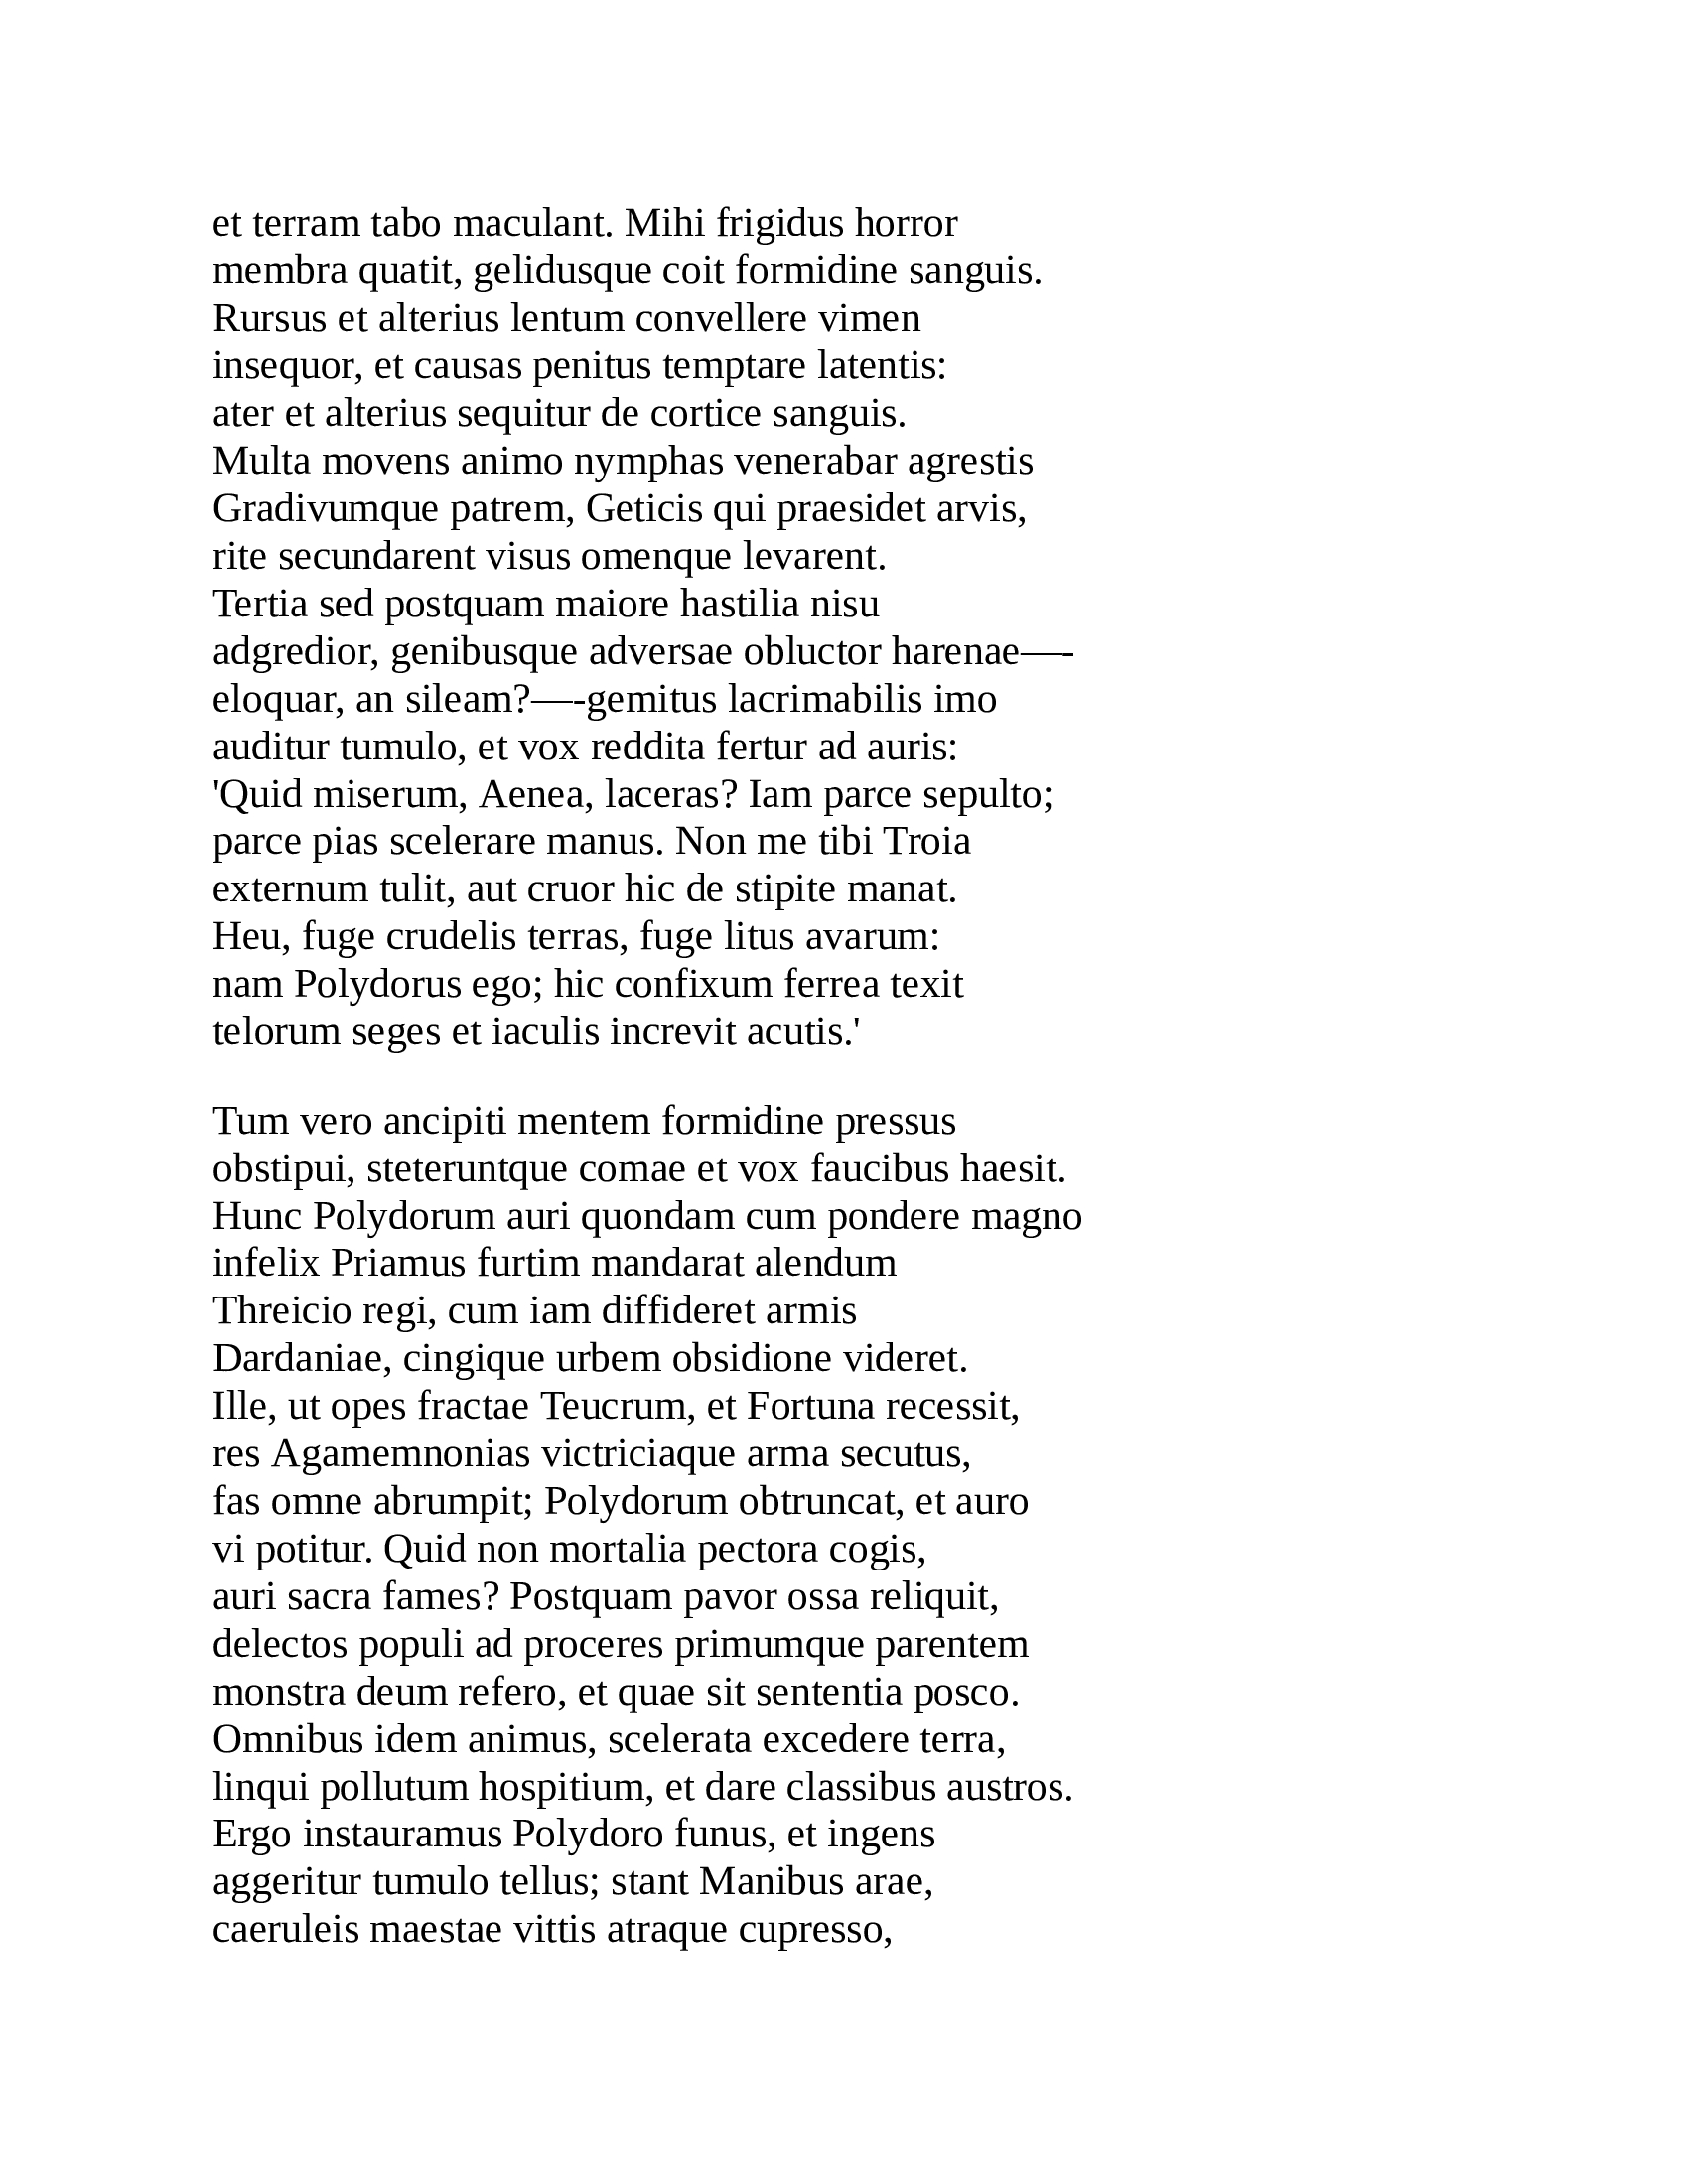 et terram tabo maculant. Mihi frigidus horror
membra quatit, gelidusque coit formidine sanguis.
Rursus et alterius lentum convellere vimen
insequor, et causas penitus temptare latentis:
ater et alterius sequitur de cortice sanguis.
Multa movens animo nymphas venerabar agrestis
Gradivumque patrem, Geticis qui praesidet arvis,
rite secundarent visus omenque levarent.
Tertia sed postquam maiore hastilia nisu
adgredior, genibusque adversae obluctor harenae—-
eloquar, an sileam?—-gemitus lacrimabilis imo
auditur tumulo, et vox reddita fertur ad auris:
'Quid miserum, Aenea, laceras? Iam parce sepulto;
parce pias scelerare manus. Non me tibi Troia
externum tulit, aut cruor hic de stipite manat.
Heu, fuge crudelis terras, fuge litus avarum:
nam Polydorus ego; hic confixum ferrea texit
telorum seges et iaculis increvit acutis.'

Tum vero ancipiti mentem formidine pressus
obstipui, steteruntque comae et vox faucibus haesit.
Hunc Polydorum auri quondam cum pondere magno
infelix Priamus furtim mandarat alendum
Threicio regi, cum iam diffideret armis
Dardaniae, cingique urbem obsidione videret.
Ille, ut opes fractae Teucrum, et Fortuna recessit,
res Agamemnonias victriciaque arma secutus,
fas omne abrumpit; Polydorum obtruncat, et auro
vi potitur. Quid non mortalia pectora cogis,
auri sacra fames? Postquam pavor ossa reliquit,
delectos populi ad proceres primumque parentem
monstra deum refero, et quae sit sententia posco.
Omnibus idem animus, scelerata excedere terra,
linqui pollutum hospitium, et dare classibus austros.
Ergo instauramus Polydoro funus, et ingens
aggeritur tumulo tellus; stant Manibus arae,
caeruleis maestae vittis atraque cupresso,